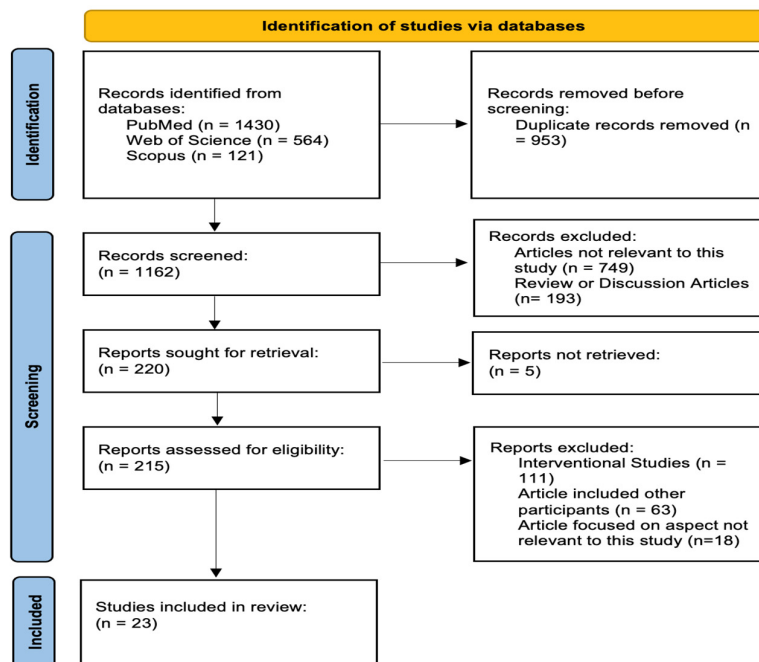 Identification of studies via databases
Identification
Records identified from
databases:
PubMed (n = 1430)
Web of Science (n = 564)
Scopus (n = 121)
Records removed before
screening:
Duplicate records removed (n
= 953)
Screening
Records screened:
(n = 1162)
Records excluded:
Articles not relevant to this
study (n = 749)
Review or Discussion Articles
(n= 193)
Reports sought for retrieval:
(n = 220)
Reports not retrieved:
(n = 5)
Reports assessed for eligibility:
(n = 215)
Reports excluded:
Interventional Studies (n =
111)
Article included other
participants (n = 63)
Article focused on aspect not
relevant to this study (n=18)
Included
Studies included in review:
(n = 23)